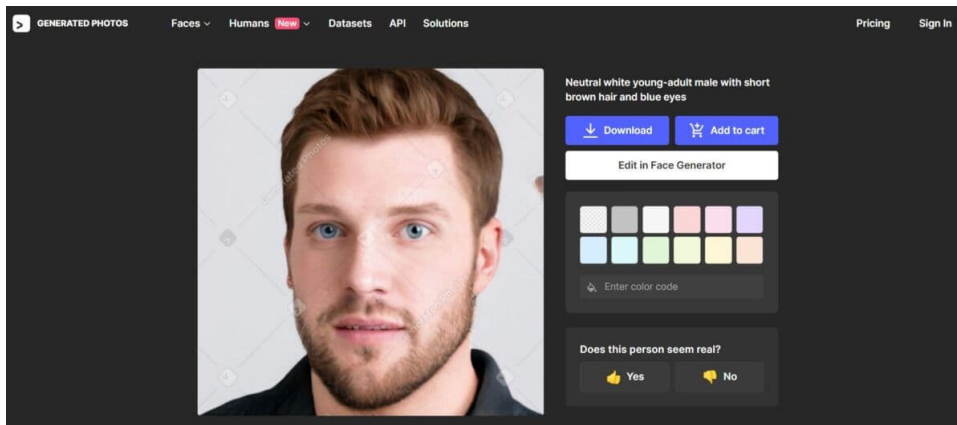 GENERATED PHOTOS
Faces
Humans New
Datasets
API
Solutions
Pricing
Sign In
Neutral white young-adult male with short
brown hair and blue eyes
Download
Add to cart
Edit in Face Generator
Enter color code
Does this person seem real?
Yes
No
Generated Photos